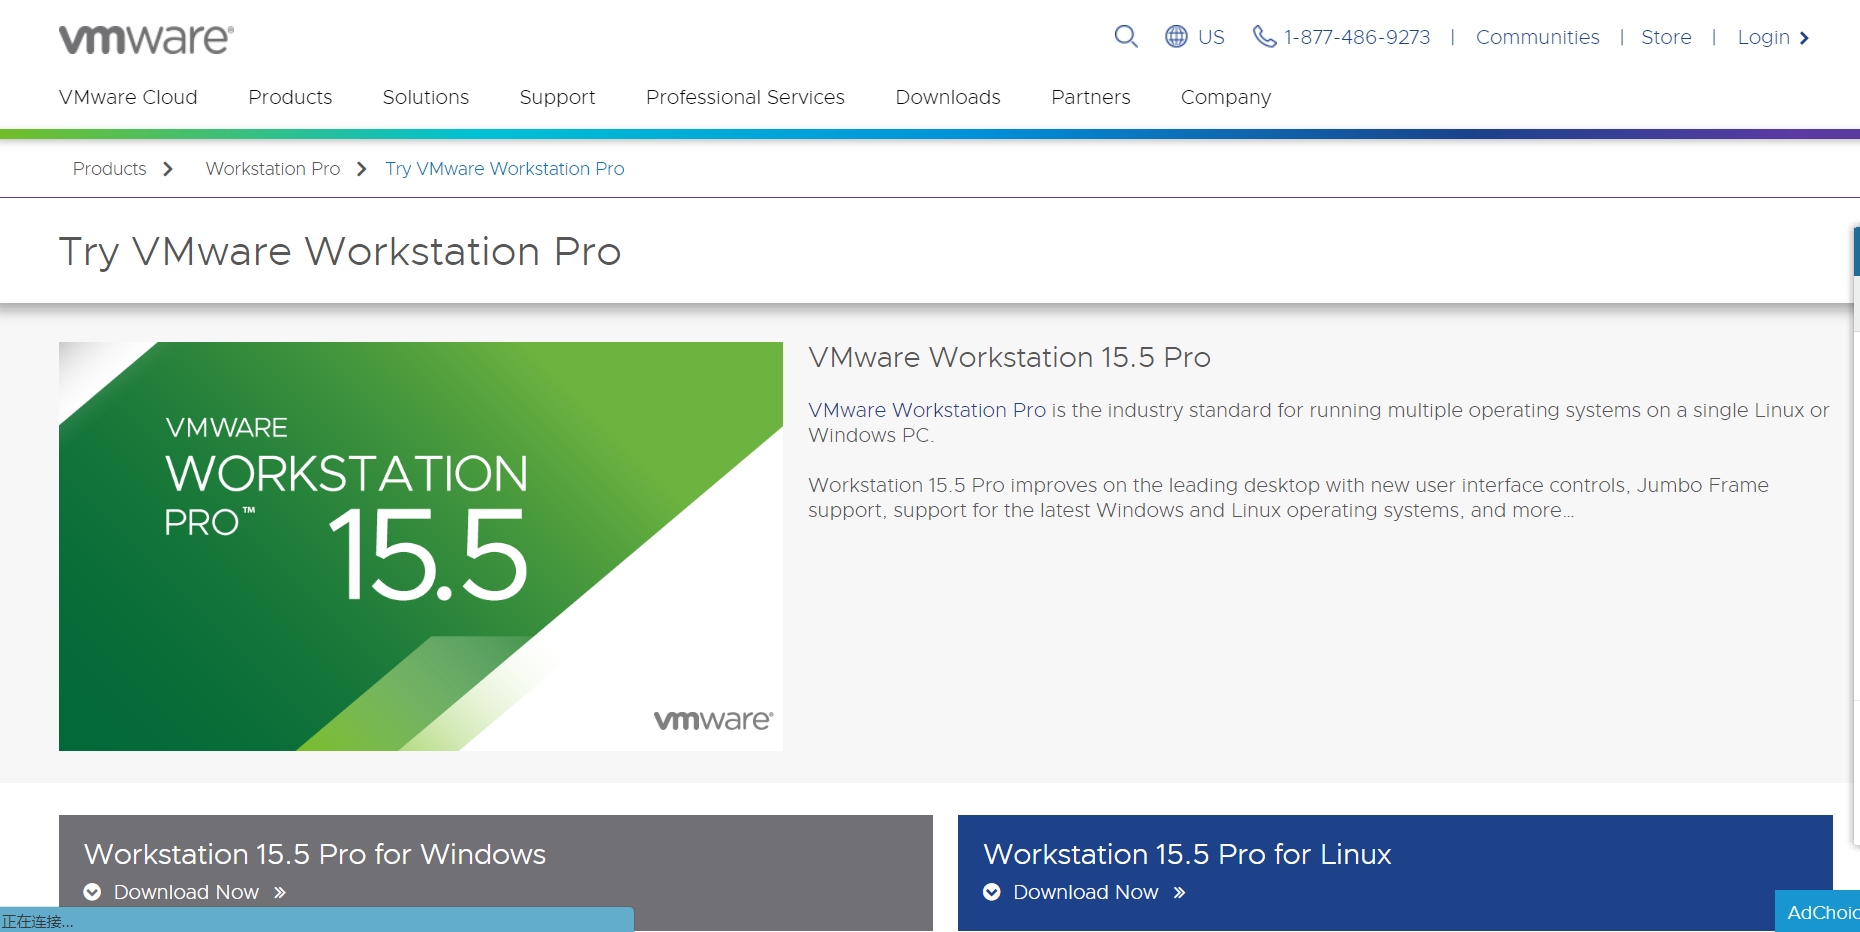 vmware®
US
1-877-486-9273 | Communities | Store | Login
VMware Cloud Products Solutions Support Professional Services Downloads Partners Company
Products Workstation Pro Try VMware Workstation Pro
Try VMware Workstation Pro
VMWARE
WORKSTATION
PRO™
15.5
vmware®
VMware Workstation 15.5 Pro
VMware Workstation Pro is the industry standard for running multiple operating systems on a single Linux or
Windows PC.
Workstation 15.5 Pro improves on the leading desktop with new user interface controls, Jumbo Frame
support, support for the latest Windows and Linux operating systems, and more...
Workstation 15.5 Pro for Windows
Download Now »
Workstation 15.5 Pro for Linux
Download Now »
正在连接...